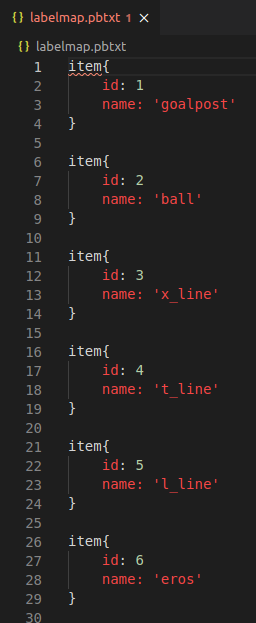 {} labelmap.pbtxt 1 ×
{} labelmap.pbtxt
1 item{
2     id: 1
3     name: 'goalpost'
4 }
5
6 item{
7     id: 2
8     name: 'ball'
9 }
10
11 item{
12     id: 3
13     name: 'x_line'
14 }
15
16 item{
17     id: 4
18     name: 't_line'
19 }
20
21 item{
22     id: 5
23     name: 'l_line'
24 }
25
26 item{
27     id: 6
28     name: 'eros'
29 }
30